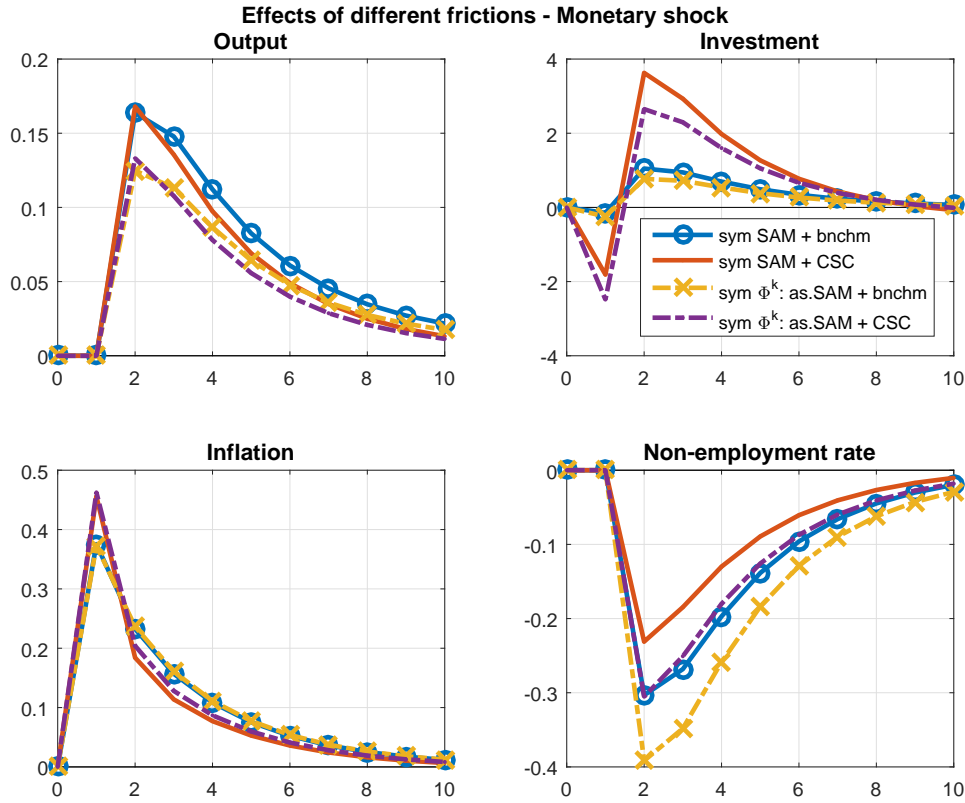 Effects of different frictions - Monetary shock
Output
0.2
0.15
0.1
0.05
0
0 2 4 6 8 10
Investment
4
2
0
-2
-4
0 2 4 6 8 10
sym SAM + bnchm
sym SAM + CSC
sym Φᵏ: as.SAM + bnchm
sym Φᵏ: as.SAM + CSC
Inflation
0.5
0.4
0.3
0.2
0.1
0
0 2 4 6 8 10
Non-employment rate
0
-0.1
-0.2
-0.3
-0.4
0 2 4 6 8 10